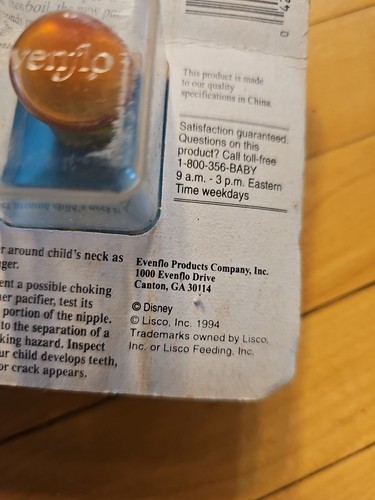 boil, the
evenflo
This product is made
to our quality
specifications in China.
Satisfaction guaranteed.
Questions on this
product? Call toll-free
1-800-356-BABY
9 a.m. - 3 p.m. Eastern
Time weekdays
around child's neck as
Evenflo Products Company, Inc.
1000 Evenflo Drive
Canton, GA 30114
ent a possible choking
er pacifier, test its
portion of the nipple.
to the separation of a
king hazard. Inspect
ur child develops teeth,
or crack appears.
© Disney
© Lisco, Inc. 1994
Trademarks owned by Lisco,
Inc. or Lisco Feeding, Inc.